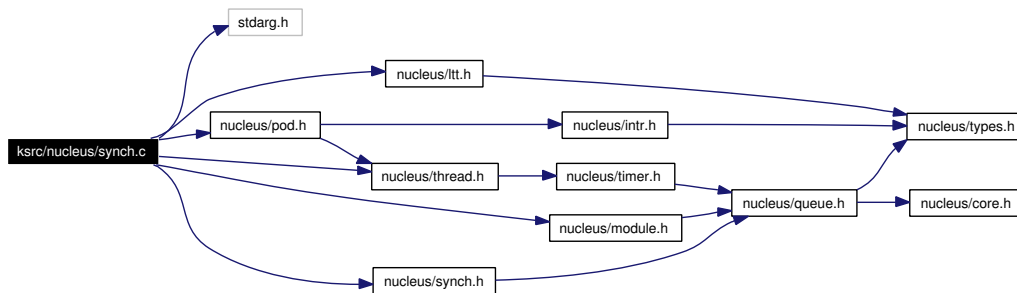 stdarg.h
nucleus/ltt.h
nucleus/pod.h
nucleus/intr.h
nucleus/types.h
ksrc/nucleus/synch.c
nucleus/thread.h
nucleus/timer.h
nucleus/queue.h
nucleus/core.h
nucleus/module.h
nucleus/synch.h